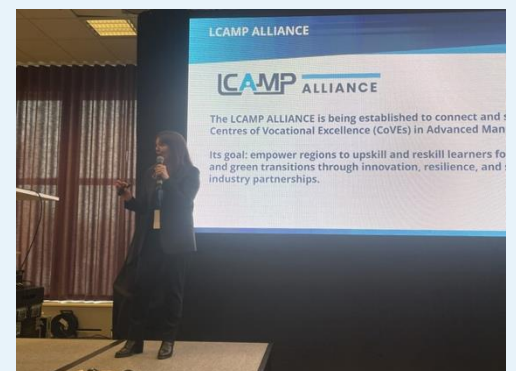 LCAMP ALLIANCE
LCAMP ALLIANCE
The LCAMP ALLIANCE is being established to connect and
Centres of Vocational Excellence (CoVEs) in Advanced
Its goal: empower regions to upskill and reskill learners
and green transitions through innovation, resilience, and
industry partnerships.